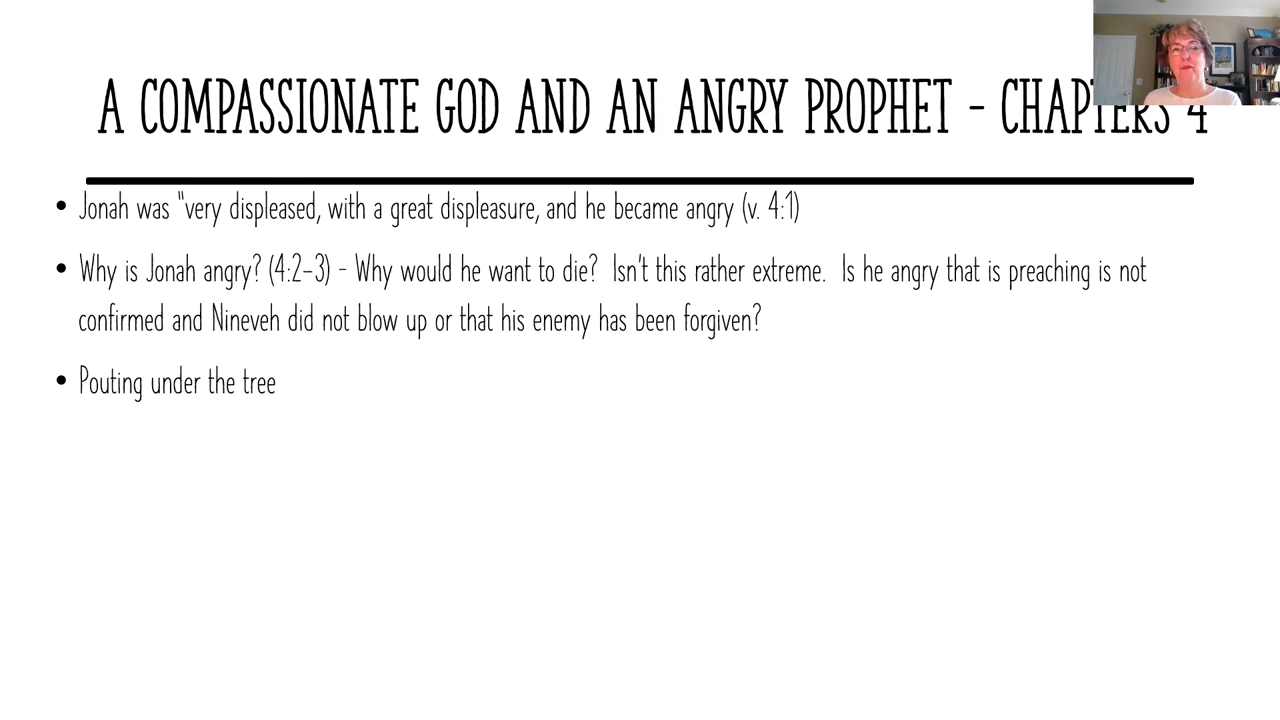 A COMPASSIONATE GOD AND AN ANGRY PROPHET - CHAPTERS 4
• Jonah was "very displeased, with a great displeasure, and he became angry (v. 4:1)
• Why is Jonah angry? (4:2-3) - Why would he want to die? Isn't this rather extreme. Is he angry that is preaching is not
confirmed and Nineveh did not blow up or that his enemy has been forgiven?
• Pouting under the tree